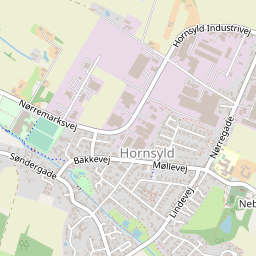 Hornsyld Industrivej
Nørremarksvej
Nørregade
Hornsyld
Bakkevej
Møllevej
Søndergade
Lindevej
Neb